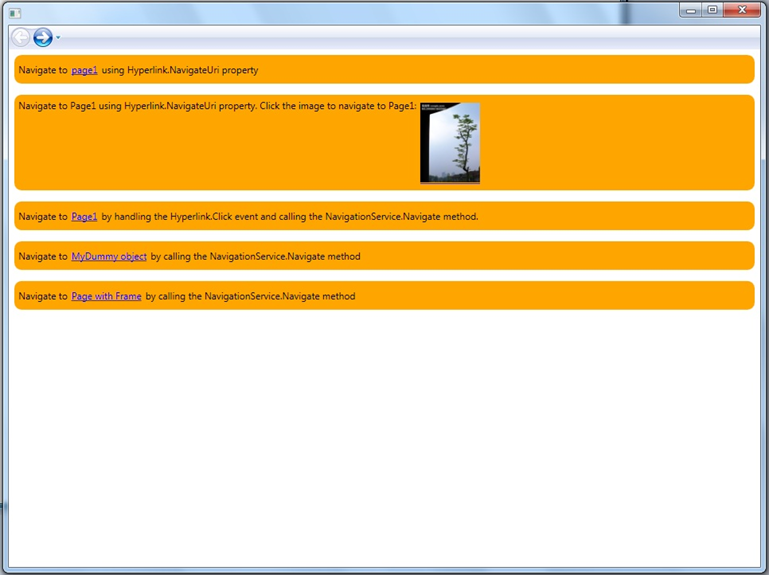 Navigate to page1 using Hyperlink.NavigateUri property
Navigate to Page1 using Hyperlink.NavigateUri property. Click the image to navigate to Page1:
Navigate to Page1 by handling the Hyperlink.Click event and calling the NavigationService.Navigate method.
Navigate to MyDummy object by calling the NavigationService.Navigate method
Navigate to Page with Frame by calling the NavigationService.Navigate method